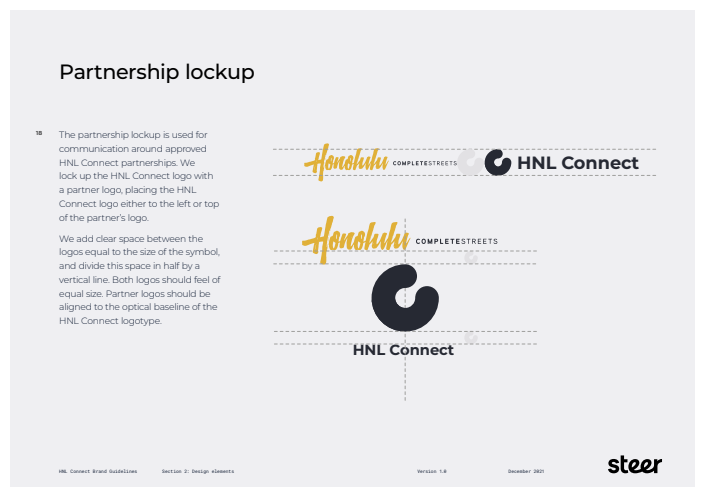 Partnership lockup
18
The partnership lockup is used for
communication around approved
HNL Connect partnerships. We
lock up the HNL Connect logo with
a partner logo, placing the HNL
Connect logo either to the left or top
of the partner's logo.
We add clear space between the
logos equal to the size of the symbol,
and divide this space in half by a
vertical line. Both logos should feel of
equal size. Partner logos should be
aligned to the optical baseline of the
HNL Connect logotype.
Honolulu COMPLETESTREETS HNL Connect
Honolulu COMPLETESTREETS
HNL Connect
HNL Connect Brand Guidelines Section 2: Design elements Version 1.0 December 2021
steer